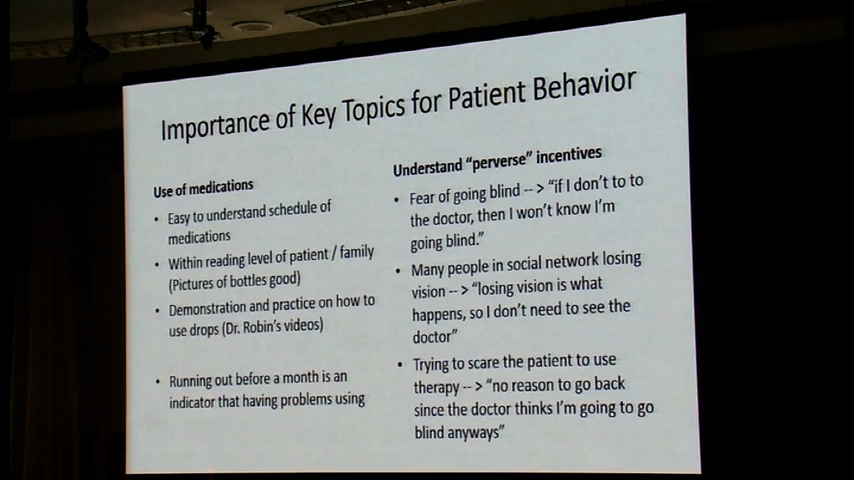 Importance of Key Topics for Patient Behavior
Use of medications
• Easy to understand schedule of
medications
• Within reading level of patient / family
(Pictures of bottles good)
• Demonstration and practice on how to
use drops (Dr. Robin's videos)
• Running out before a month is an
indicator that having problems using
Understand “perverse” incentives
• Fear of going blind -- > “if I don't to to
the doctor, then I won't know I'm
going blind.”
• Many people in social network losing
vision -- > “losing vision is what
happens, so I don't need to see the
doctor”
• Trying to scare the patient to use
therapy -- > “no reason to go back
since the doctor thinks I'm going to go
blind anyways”